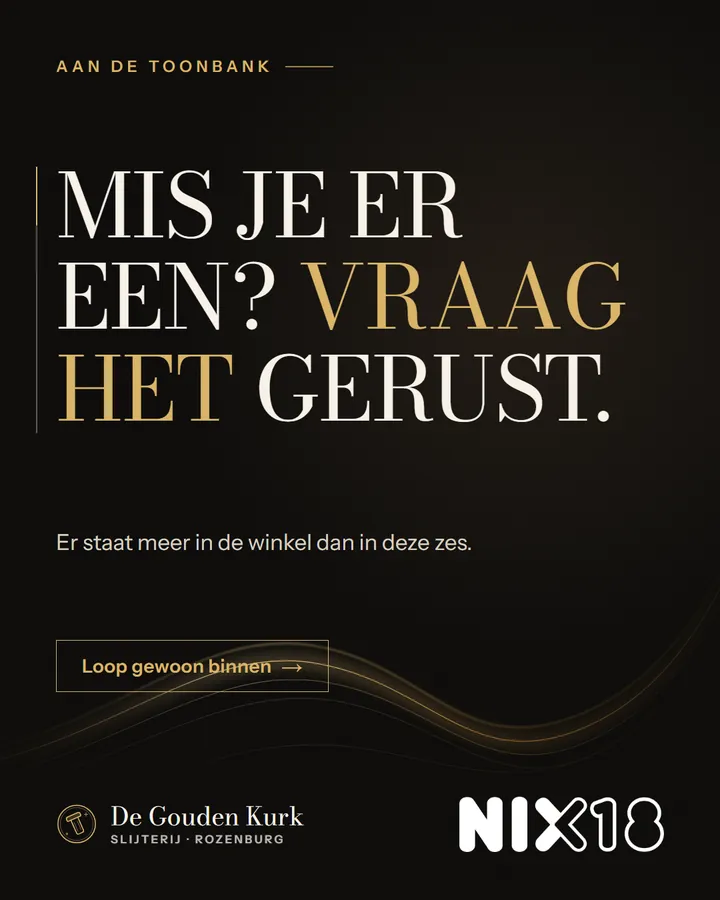 AAN DE TOONBANK
MIS JE ER
EEN? VRAAG
HET GERUST.
Er staat meer in de winkel dan in deze zes.
Loop gewoon binnen →
De Gouden Kurk
SLIJTERIJ · ROZENBURG
NIX18